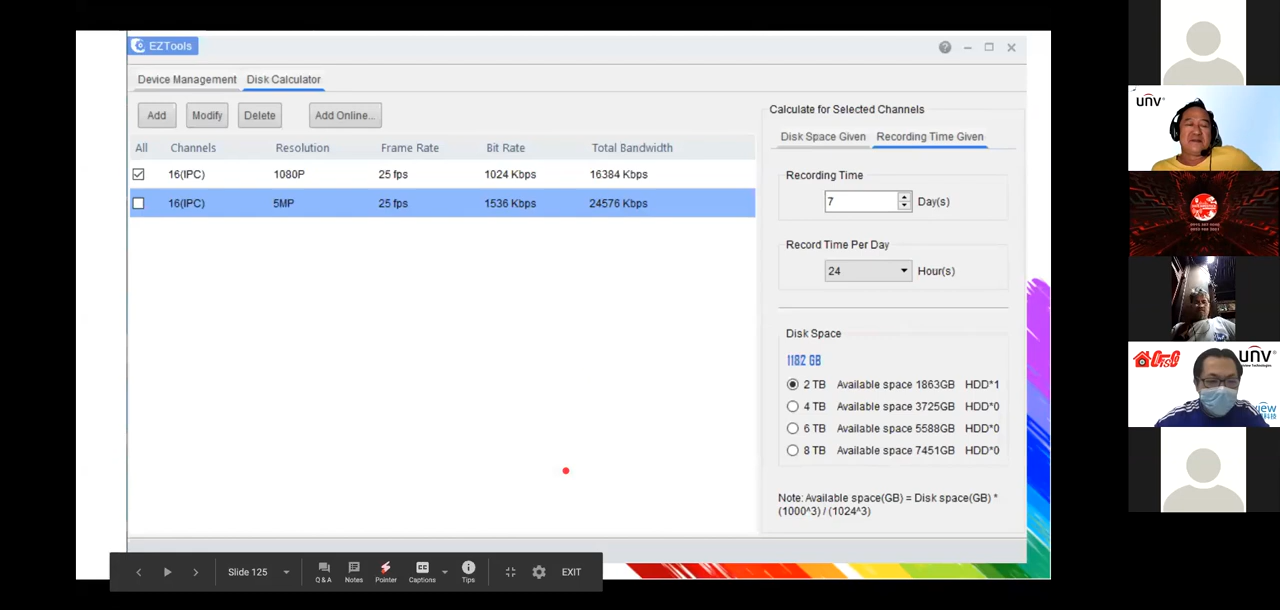 EZTools
Device Management Disk Calculator
Add Modify Delete Add Online...
All Channels Resolution Frame Rate Bit Rate Total Bandwidth
16(IPC) 1080P 25 fps 1024 Kbps 16384 Kbps
16(IPC) 5MP 25 fps 1536 Kbps 24576 Kbps
Calculate for Selected Channels
Disk Space Given Recording Time Given
Recording Time
7 Day(s)
Record Time Per Day
24 Hour(s)
Disk Space
1182 GB
2 TB Available space 1863GB HDD*1
4 TB Available space 3725GB HDD*0
6 TB Available space 5588GB HDD*0
8 TB Available space 7451GB HDD*0
Note: Available space(GB) = Disk space(GB) *
(1000^3) / (1024^3)
Slide 125
Q & A Notes Pointer Captions Tips EXIT
unv
unv